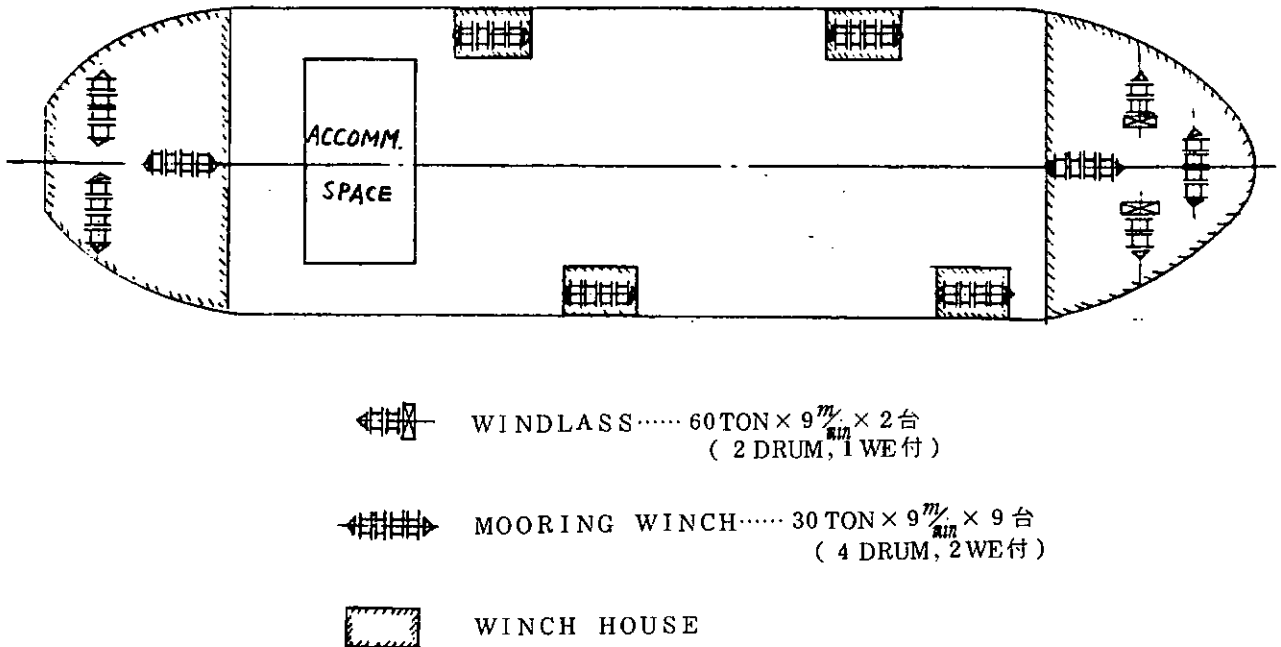 ACCOMM.
SPACE
WINDLASS…… 60 TON × 9 m/min × 2 台
( 2 DRUM, 1 WE付 )
MOORING WINCH…… 30 TON × 9 m/min × 9 台
( 4 DRUM, 2 WE付 )
WINCH HOUSE